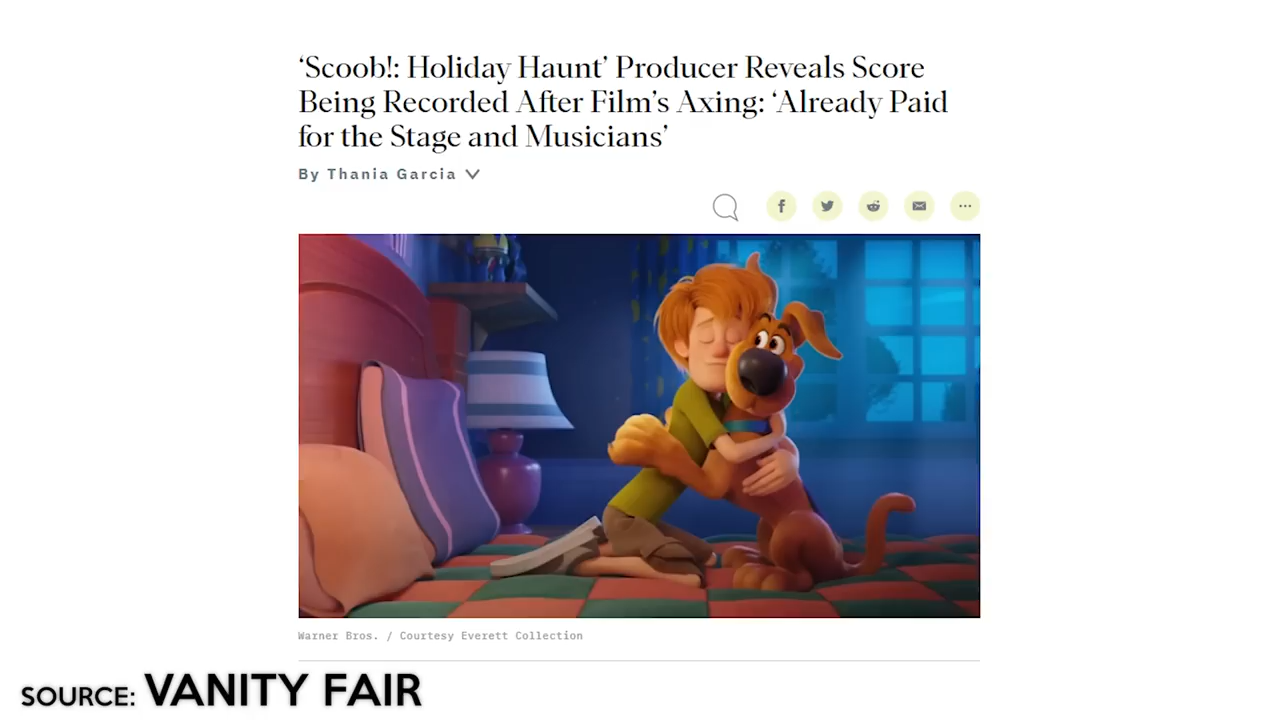 ‘Scoob!: Holiday Haunt’ Producer Reveals Score
Being Recorded After Film’s Axing: ‘Already Paid
for the Stage and Musicians’
By Thania Garcia
Warner Bros. / Courtesy Everett Collection
SOURCE: VANITY FAIR